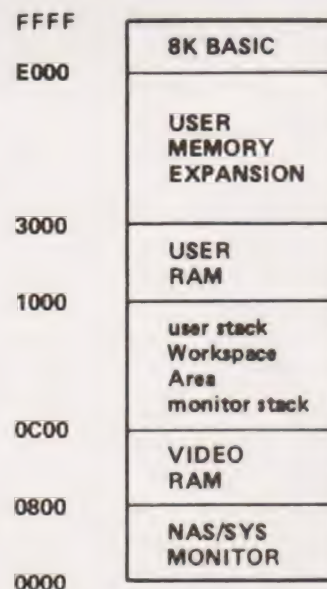 FFFF
8K BASIC
E000
USER
MEMORY
EXPANSION
3000
USER
RAM
1000
user stack
Workspace
Area
monitor stack
0C00
VIDEO
RAM
0800
NAS/SYS
MONITOR
0000